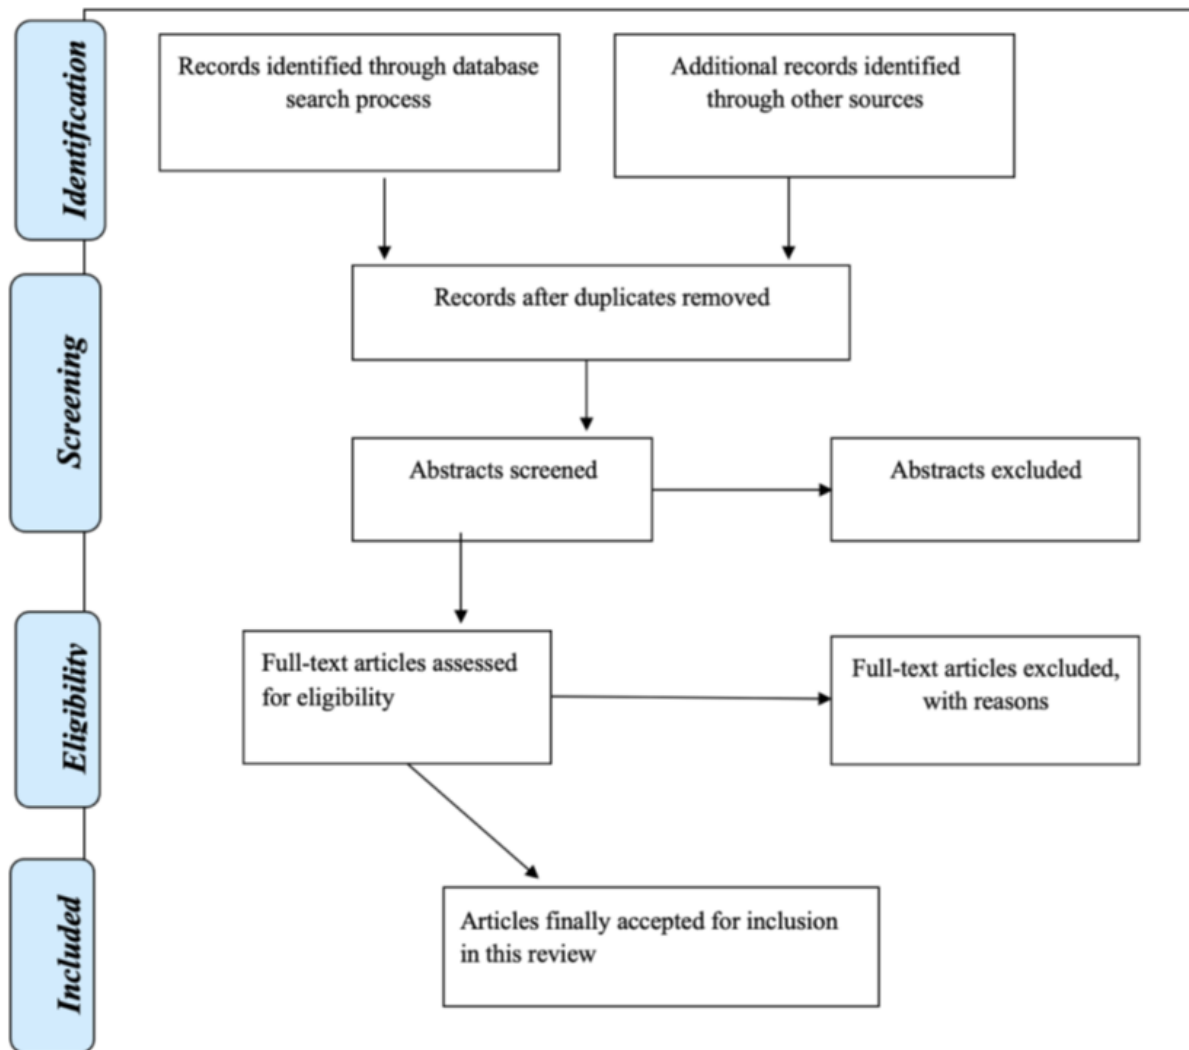 Identification
Records identified through database
search process
Additional records identified
through other sources
Screening
Records after duplicates removed
Abstracts screened
Abstracts excluded
Eligibility
Full-text articles assessed
for eligibility
Full-text articles excluded,
with reasons
Included
Articles finally accepted for inclusion
in this review